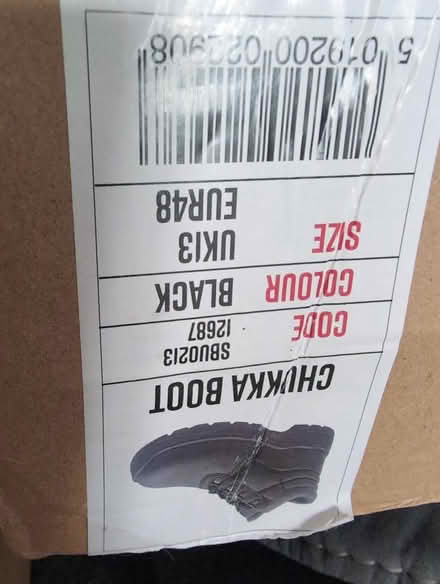 CHUKKA BOOT
CODE SBU0213
12687
COLOUR BLACK
SIZE UK13
EUR48
5 019200 022908